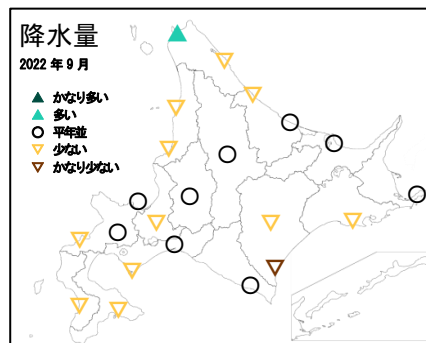 降水量
2022 年 9 月
かなり多い
多い
平年並
少ない
かなり少ない